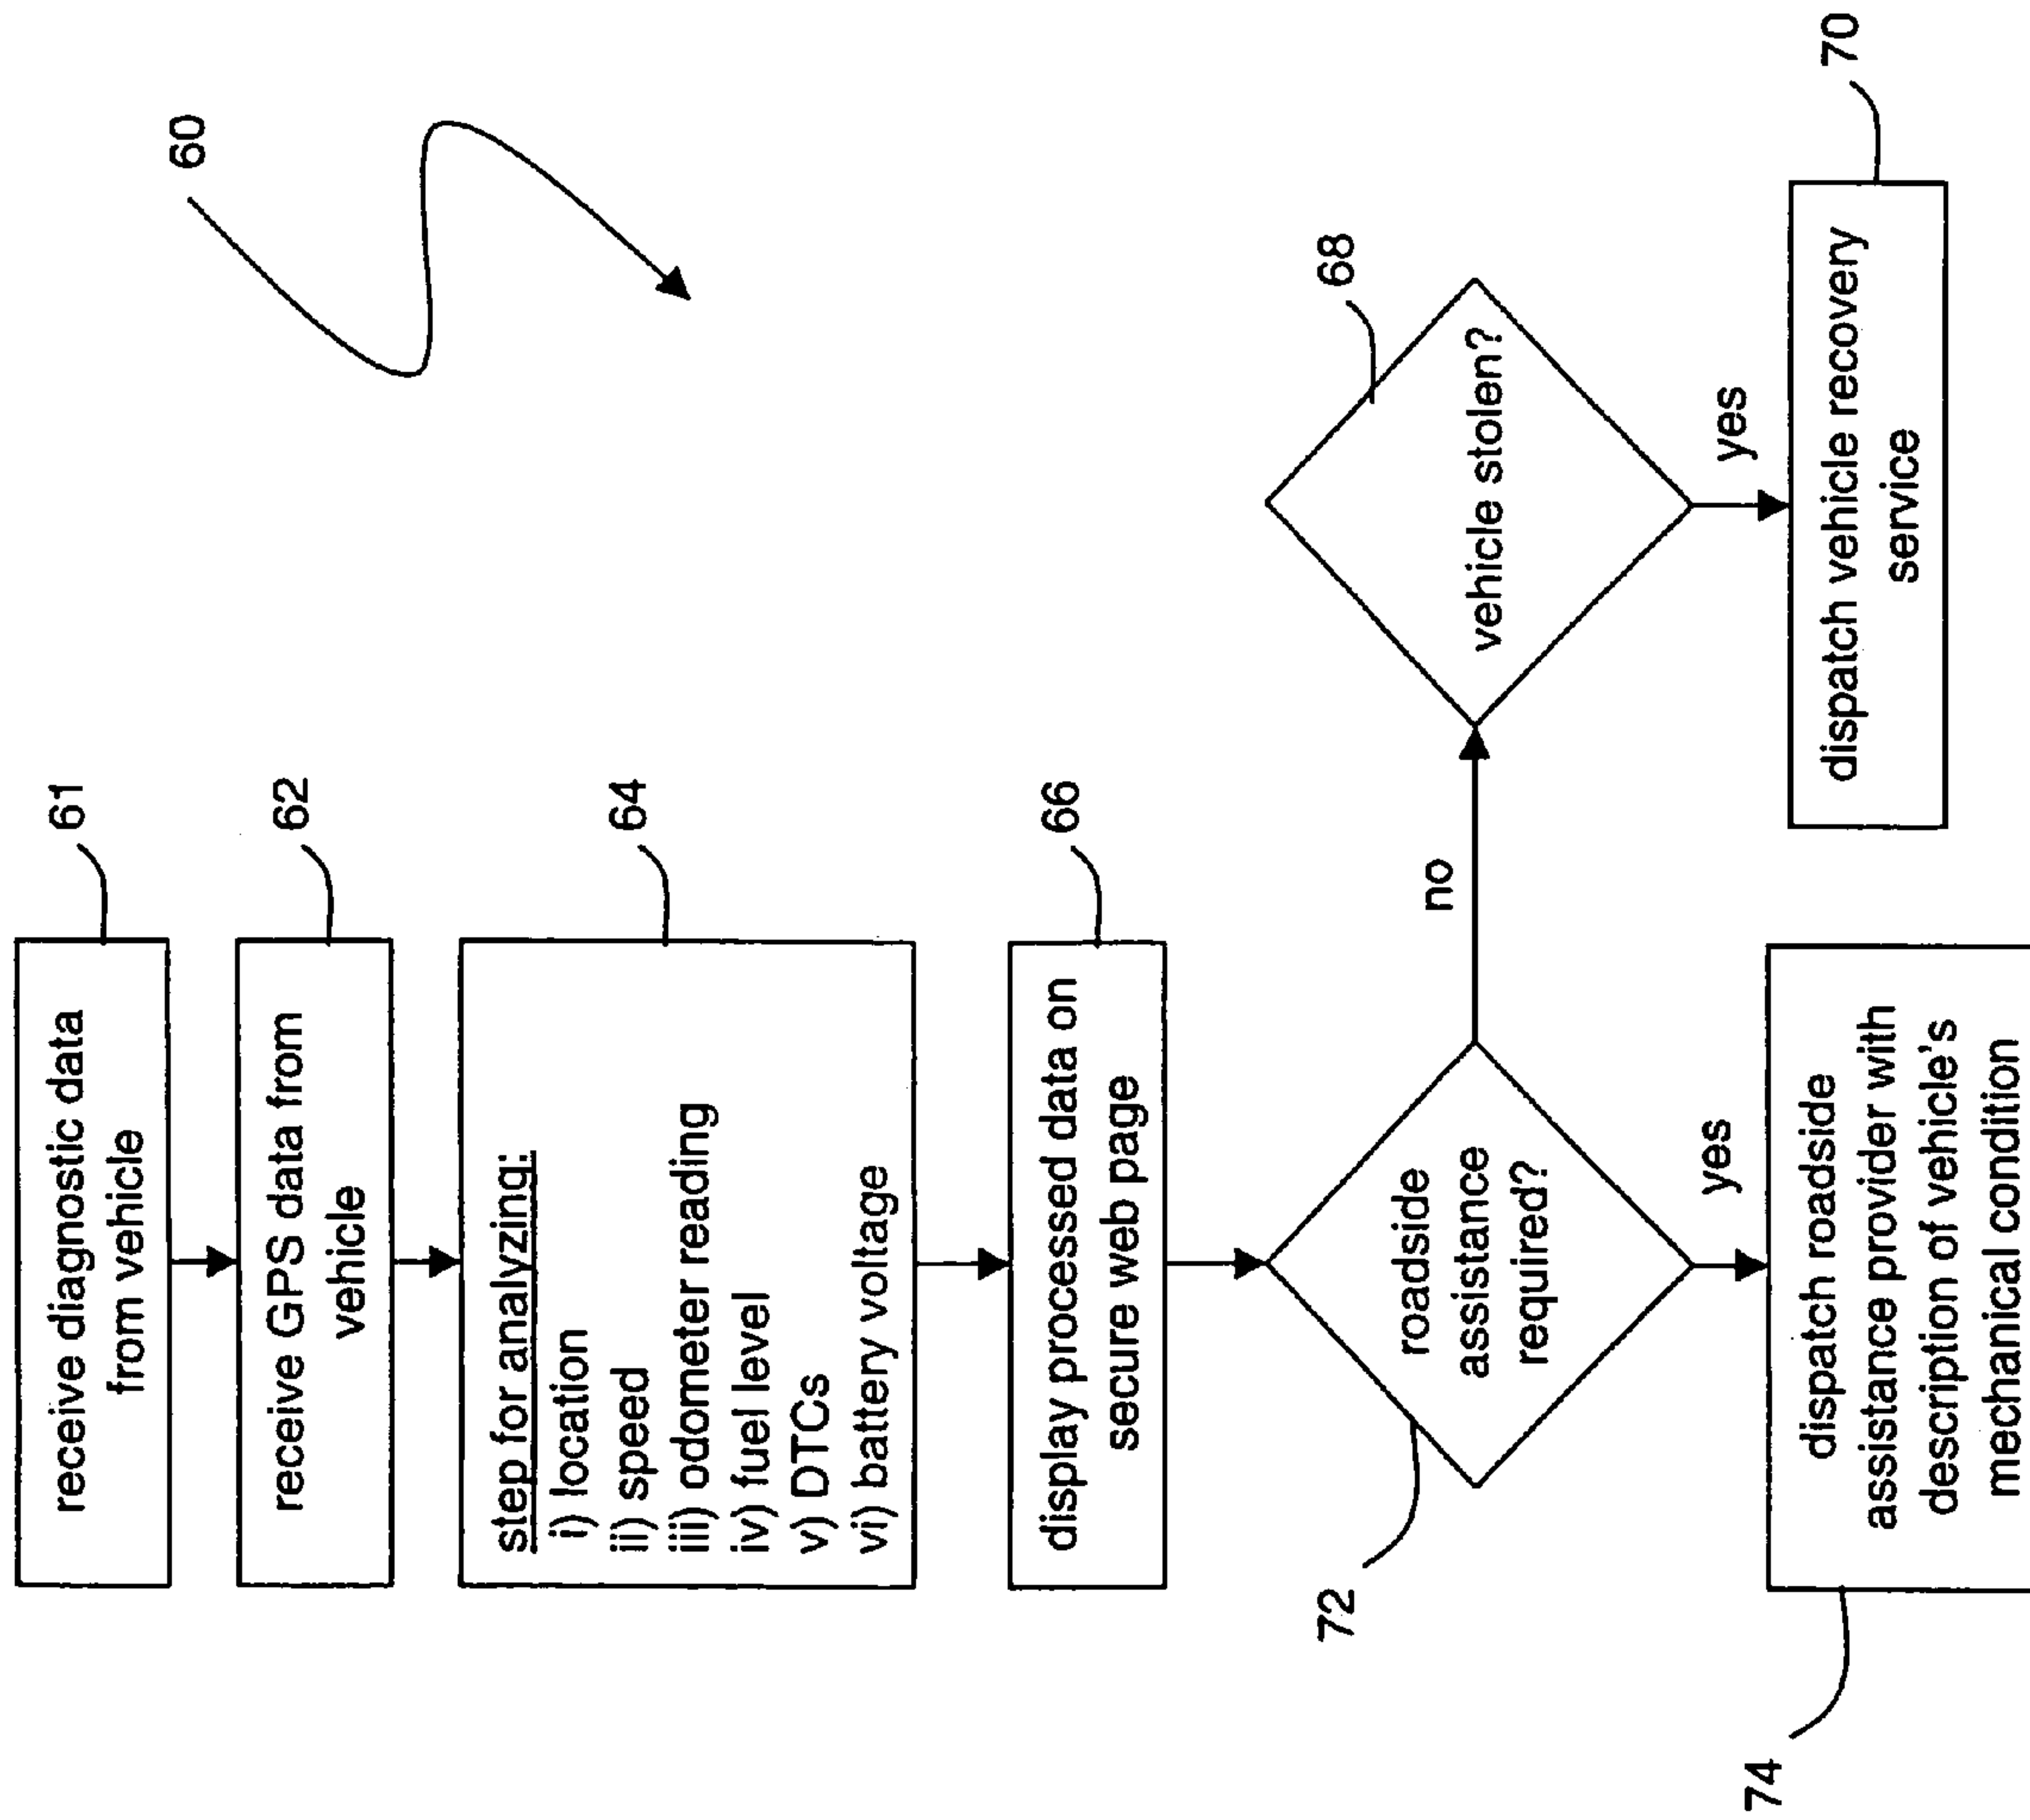 60
61
receive diagnostic data
from vehicle
62
receive GPS data from
vehicle
64
step for analyzing:
i) location
ii) speed
iii) odometer reading
iv) fuel level
v) DTCs
vi) battery voltage
66
display processed data on
secure web page
72
roadside
assistance
required?
no
68
vehicle stolen?
yes
yes
74
dispatch roadside
assistance provider with
description of vehicle's
mechanical condition
70
dispatch vehicle recovery
service